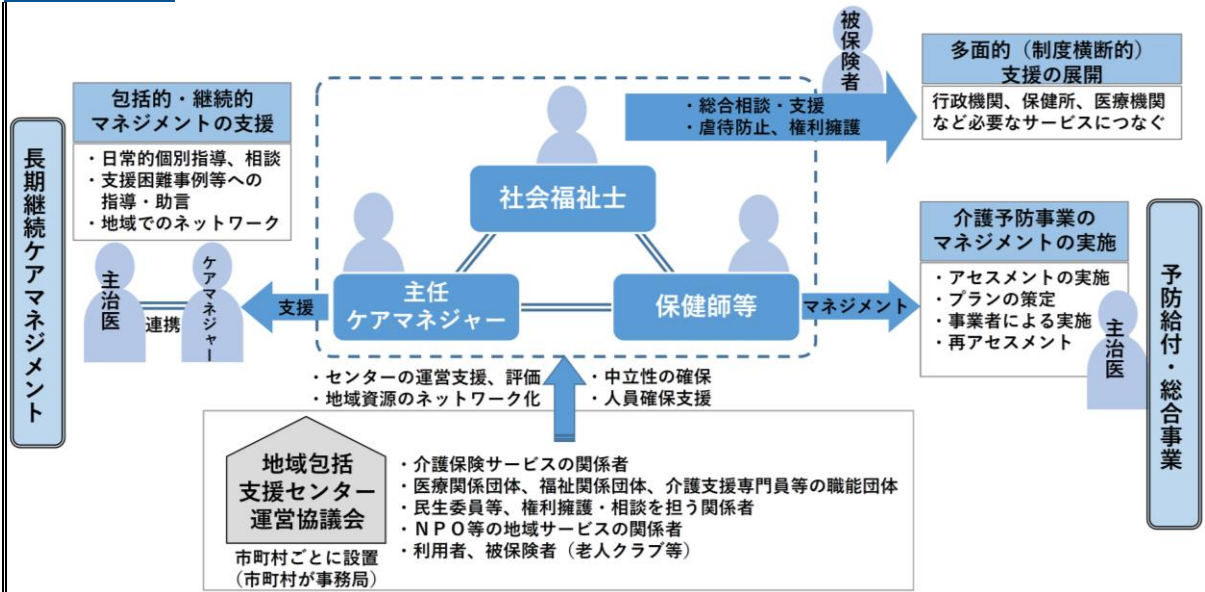 長期継続ケアマネジメント
包括的・継続的
マネジメントの支援
・日常的個別指導、相談
・支援困難事例等への
指導・助言
・地域でのネットワーク
主治医
連携
ケアマネジャー
支援
社会福祉士
主任
ケアマネジャー
保健師等
被保険者
・総合相談・支援
・虐待防止、権利擁護
多面的（制度横断的）
支援の展開
行政機関、保健所、医療機関
など必要なサービスにつなぐ
マネジメント
介護予防事業の
マネジメントの実施
・アセスメントの実施
・プランの策定
・事業者による実施
・再アセスメント
主治医
予防給付・総合事業
・センターの運営支援、評価
・地域資源のネットワーク化
・中立性の確保
・人員確保支援
地域包括
支援センター
運営協議会
市町村ごとに設置
（市町村が事務局）
・介護保険サービスの関係者
・医療関係団体、福祉関係団体、介護支援専門員等の職能団体
・民生委員等、権利擁護・相談を担う関係者
・ＮＰＯ等の地域サービスの関係者
・利用者、被保険者（老人クラブ等）